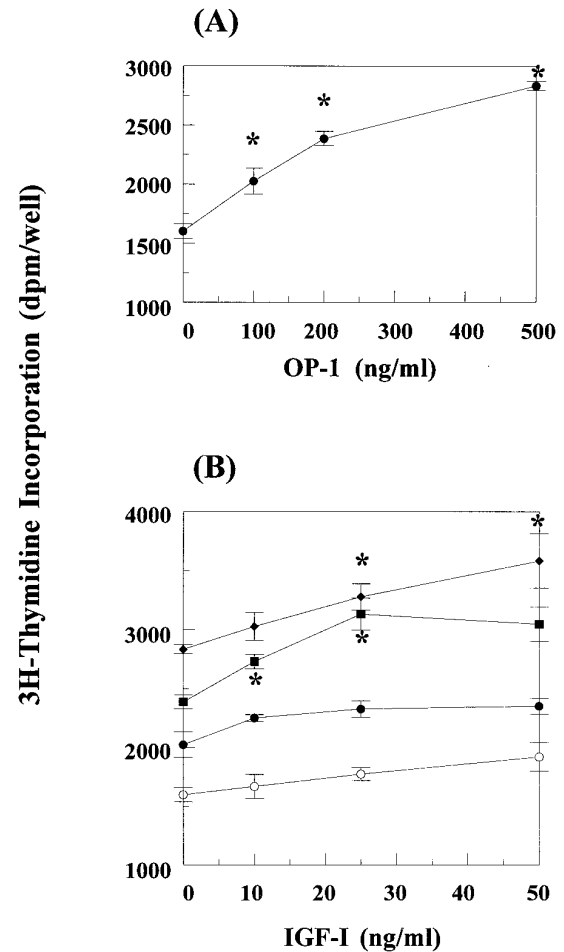 (A)
3000
2500
2000
1500
1000
0 100 200 300 400 500
OP-1 (ng/ml)
3H-Thymidine Incorporation (dpm/well)
(B)
4000
3000
2000
1000
0 10 20 30 40 50
IGF-I (ng/ml)
* * *
* * * *